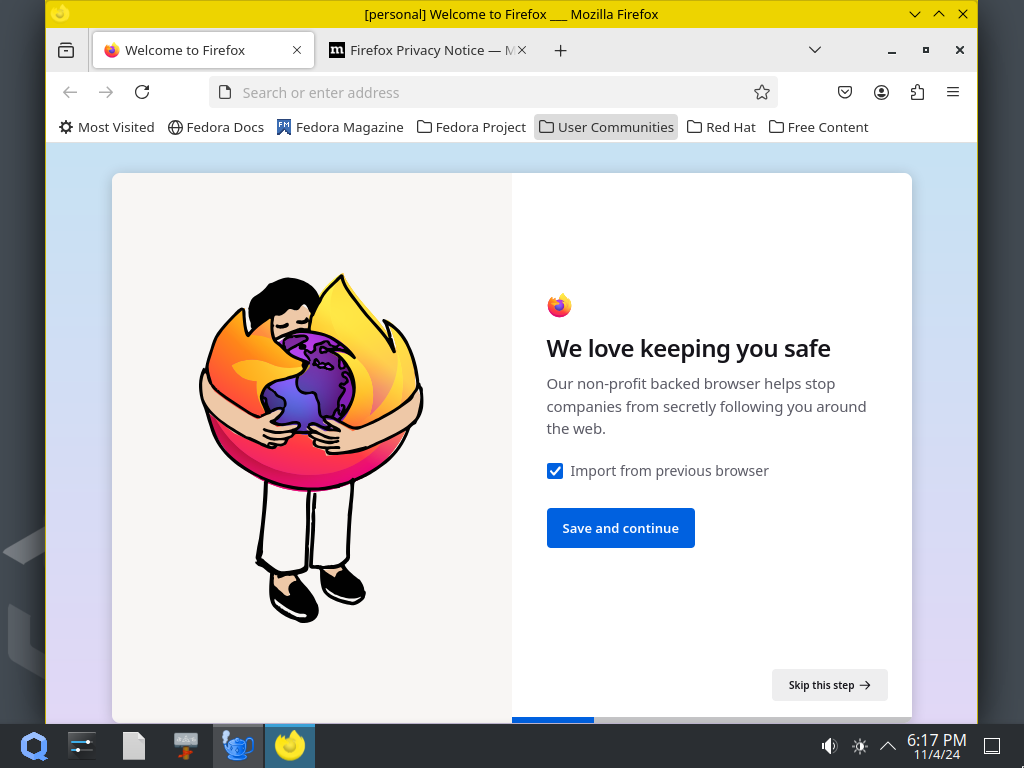 [personal] Welcome to Firefox ___ Mozilla Firefox
Welcome to Firefox
m Firefox Privacy Notice — M
Search or enter address
Most Visited Fedora Docs FM Fedora Magazine Fedora Project User Communities Red Hat Free Content
We love keeping you safe
Our non-profit backed browser helps stop
companies from secretly following you around
the web.
Import from previous browser
Save and continue
Skip this step
6:17 PM
11/4/24